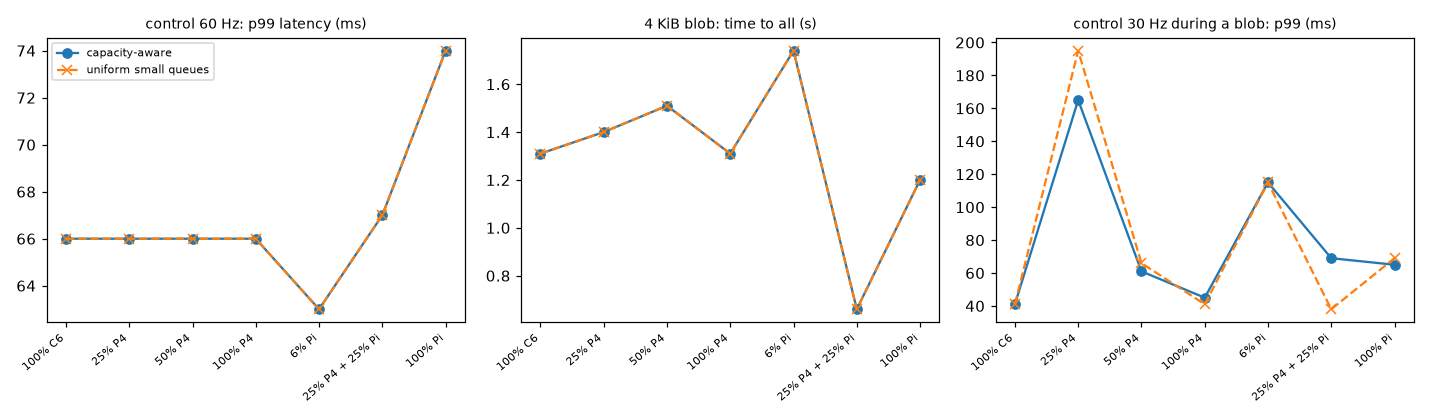 control 60 Hz: p99 latency (ms)
capacity-aware
uniform small queues
74
72
70
68
66
64
100% C6
25% P4
50% P4
100% P4
6% Pi
25% P4 + 25% Pi
100% Pi
4 KiB blob: time to all (s)
1.6
1.4
1.2
1.0
0.8
100% C6
25% P4
50% P4
100% P4
6% Pi
25% P4 + 25% Pi
100% Pi
control 30 Hz during a blob: p99 (ms)
200
180
160
140
120
100
80
60
40
100% C6
25% P4
50% P4
100% P4
6% Pi
25% P4 + 25% Pi
100% Pi